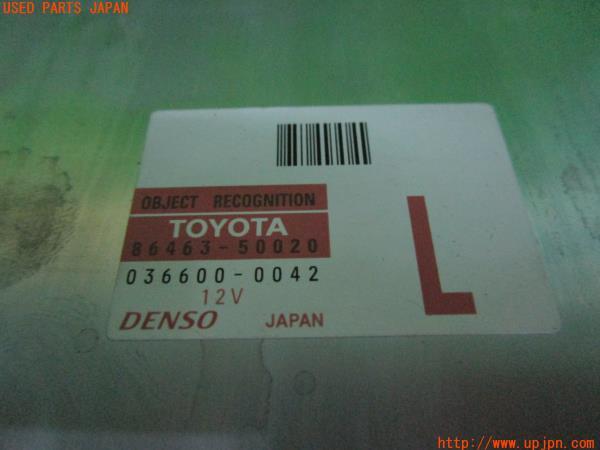 USED PARTS JAPAN
OBJECT RECOGNITION
TOYOTA
86463-50020
036600-0042
12V
DENSO JAPAN
L
http://www.upjpn.com/